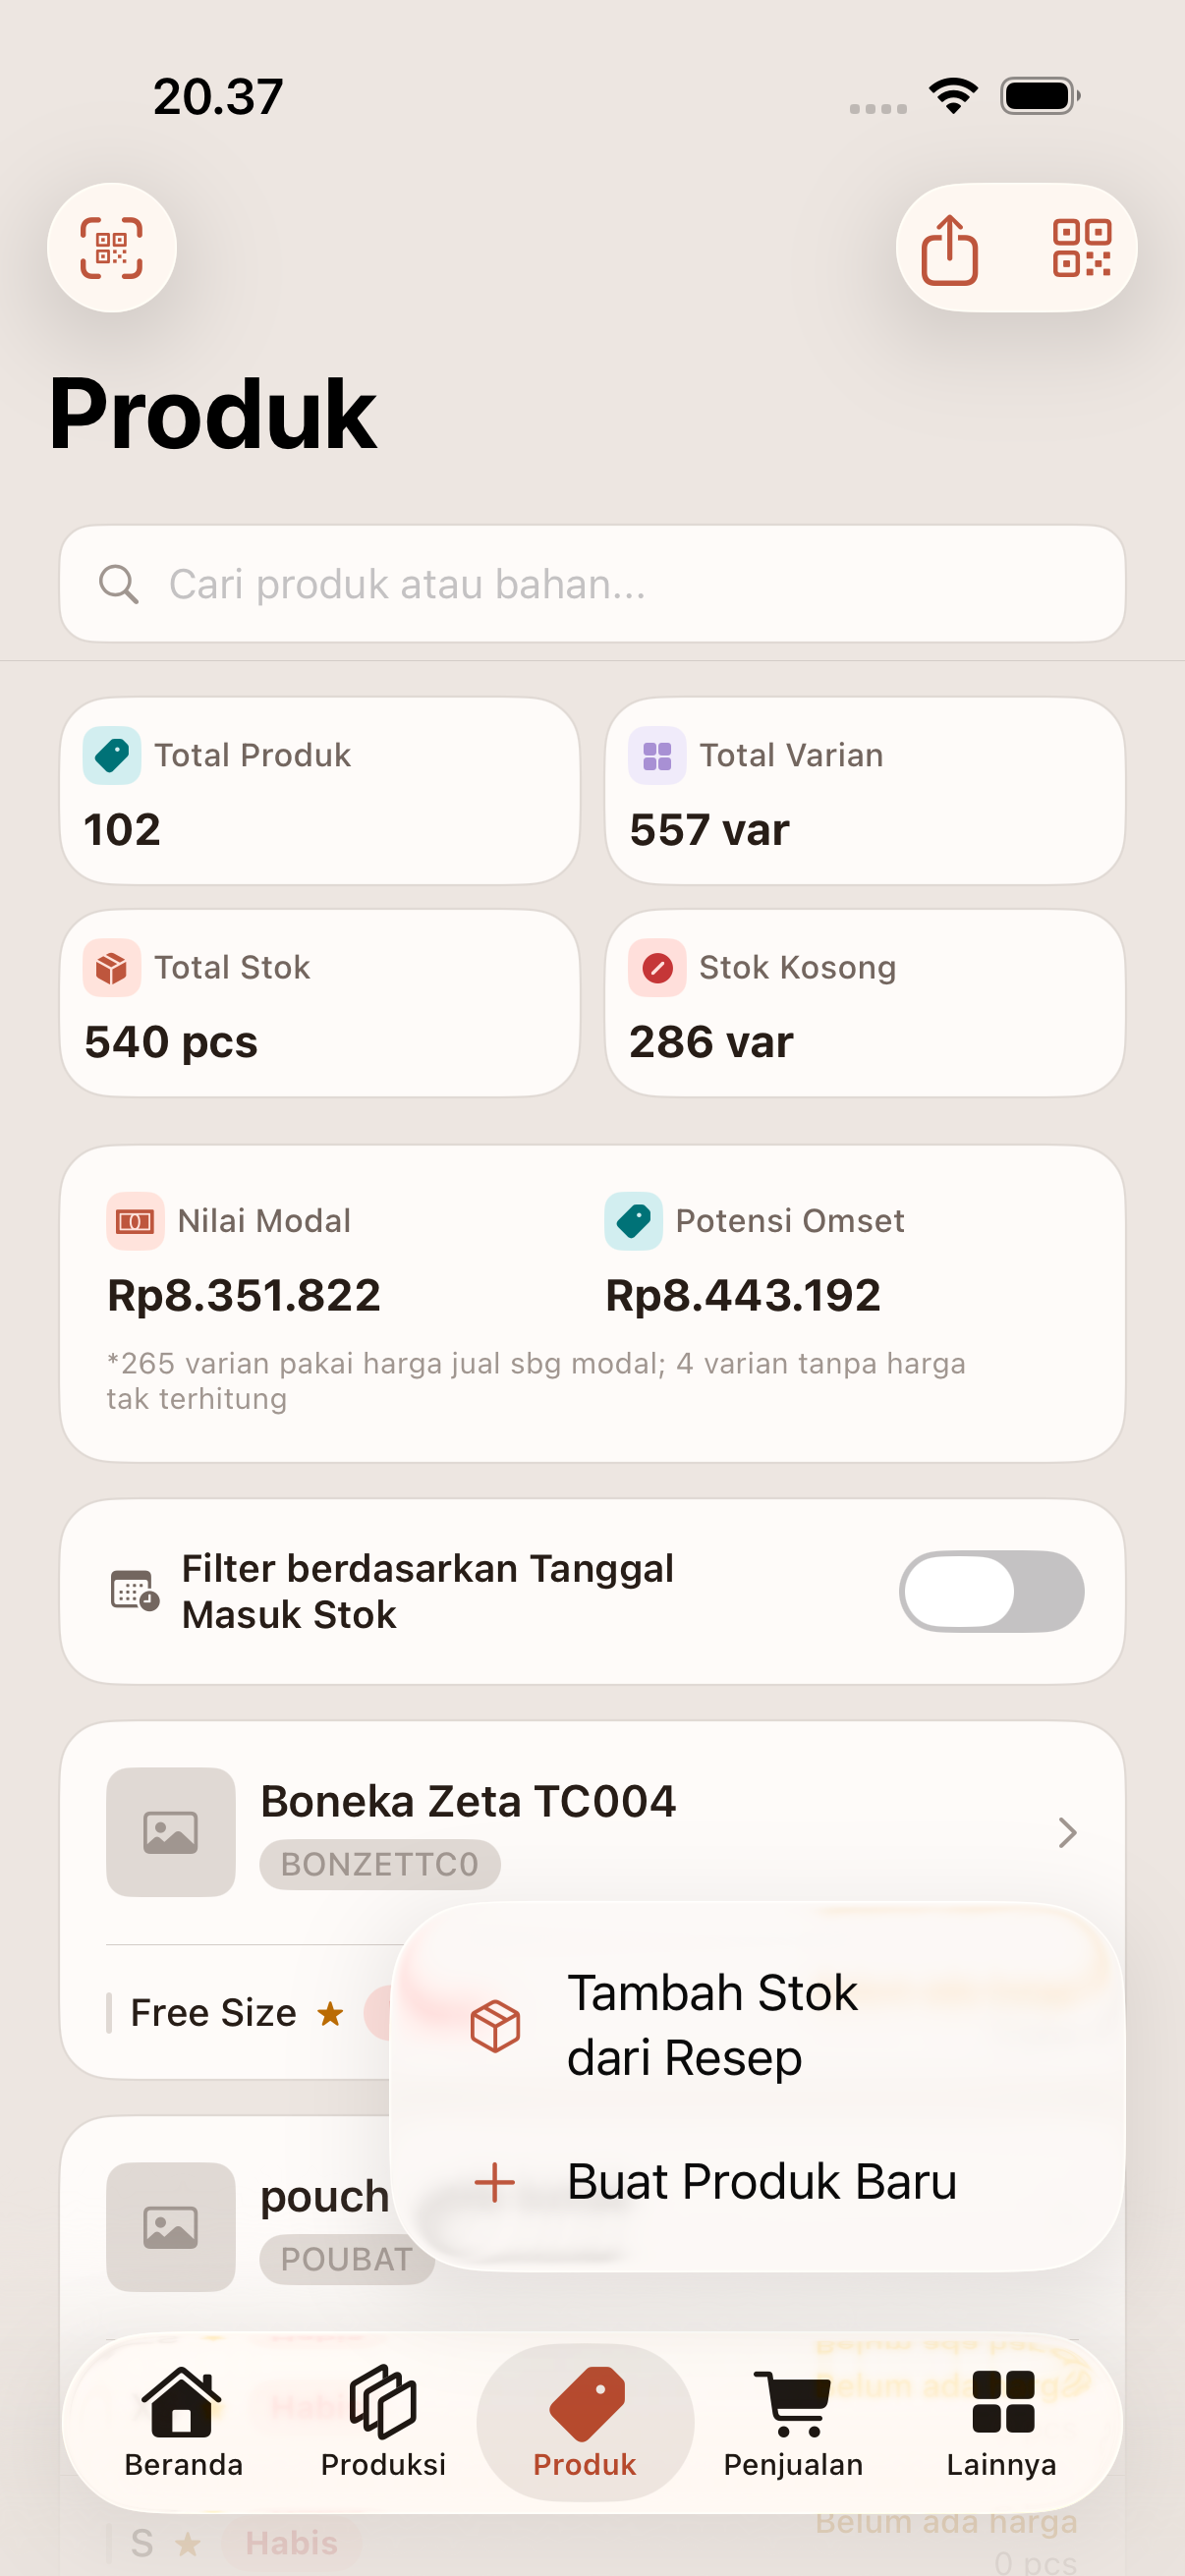 20.37
Produk
Cari produk atau bahan...
Total Produk
102
Total Varian
557 var
Total Stok
540 pcs
Stok Kosong
286 var
Nilai Modal
Rp8.351.822
Potensi Omset
Rp8.443.192
*265 varian pakai harga jual sbg modal; 4 varian tanpa harga
tak terhitung
Filter berdasarkan Tanggal
Masuk Stok
Boneka Zeta TC004
BONZETTC0
Free Size
Tambah Stok
dari Resep
Buat Produk Baru
pouch
POUBAT
Habis
Belum ada harga
Beranda
Produksi
Produk
Penjualan
Lainnya
S
Habis
Belum ada harga
0 pcs